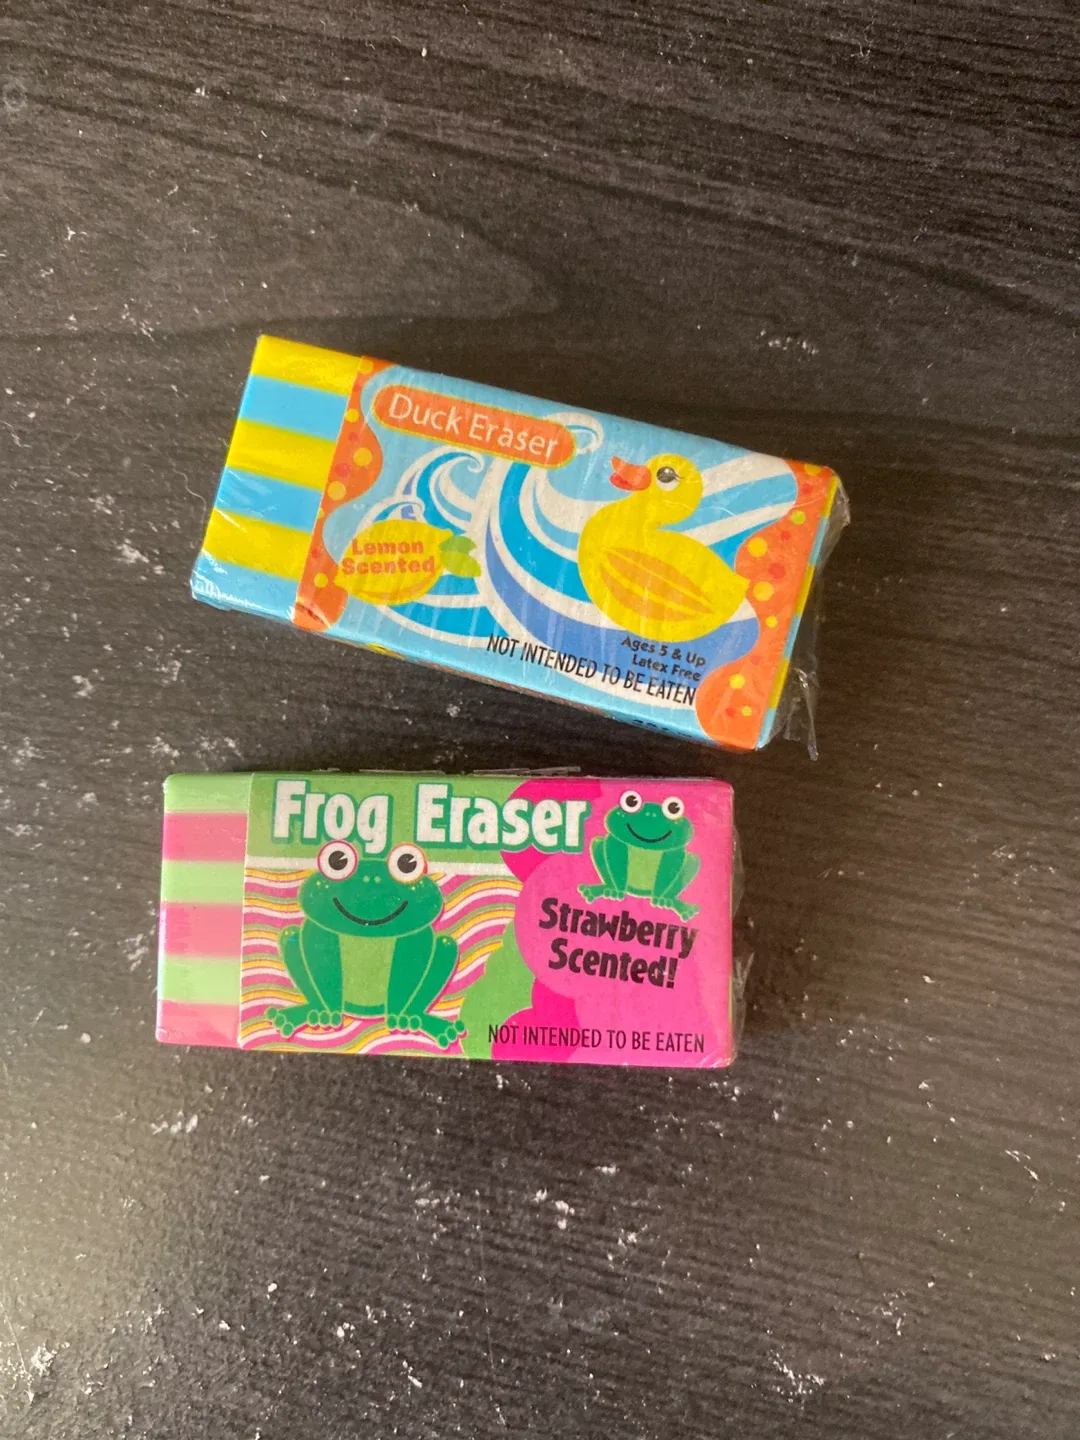 Duck Eraser
Lemon
Scented
Ages 5 & Up
Latex Free
NOT INTENDED TO BE EATEN
Frog Eraser
Strawberry
Scented!
NOT INTENDED TO BE EATEN